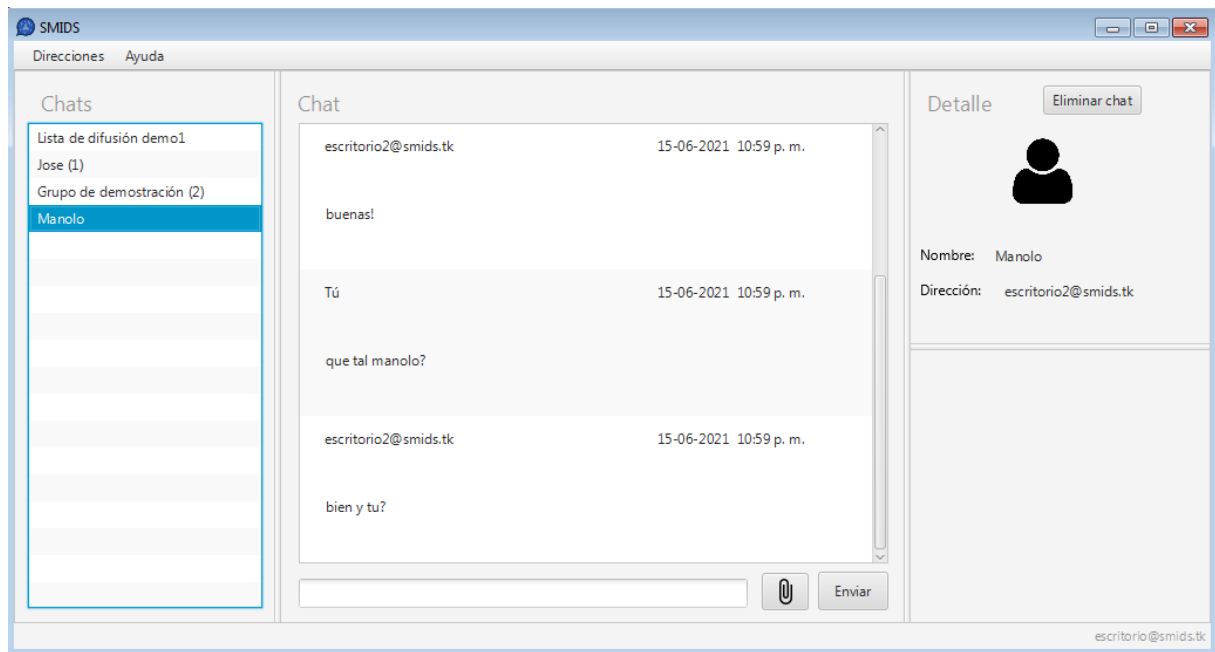 SMIDS
Direcciones Ayuda
Chats
Lista de difusión demo1
Jose (1)
Grupo de demostración (2)
Manolo
Chat
escritorio2@smids.tk 15-06-2021 10:59 p. m.
buenas!
Tú 15-06-2021 10:59 p. m.
que tal manolo?
escritorio2@smids.tk 15-06-2021 10:59 p. m.
bien y tu?
Enviar
Detalle Eliminar chat
Nombre: Manolo
Dirección: escritorio2@smids.tk
escritorio@smids.tk